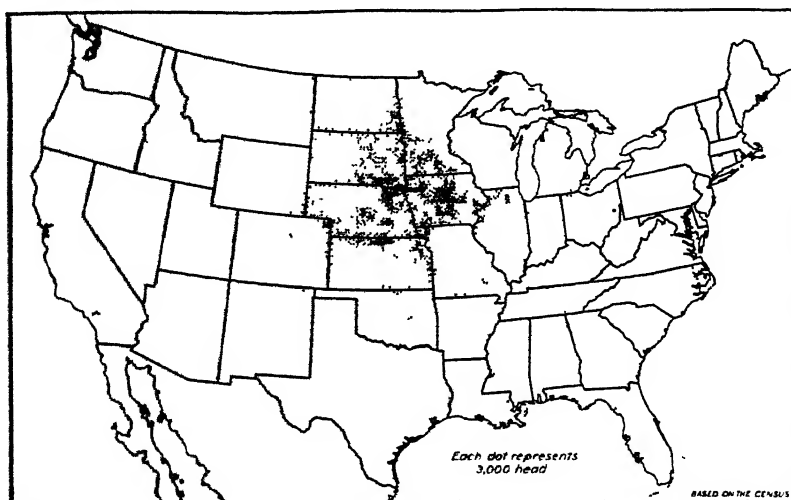 Each dot represents
3,000 head
BASED ON THE CENSUS